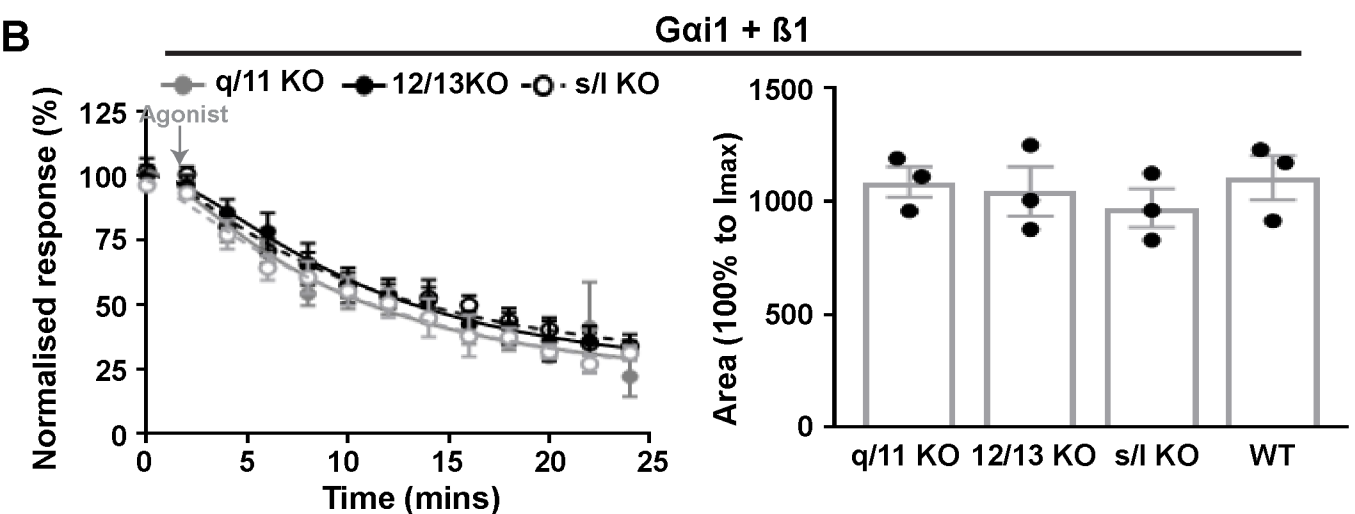 B
Gαi1 + ß1
q/11 KO 12/13KO s/l KO
Normalised response (%)
125
100
75
50
25
0
Agonist
0 5 10 15 20 25
Time (mins)
Area (100% to Imax)
1500
1000
500
0
q/11 KO 12/13 KO s/l KO WT